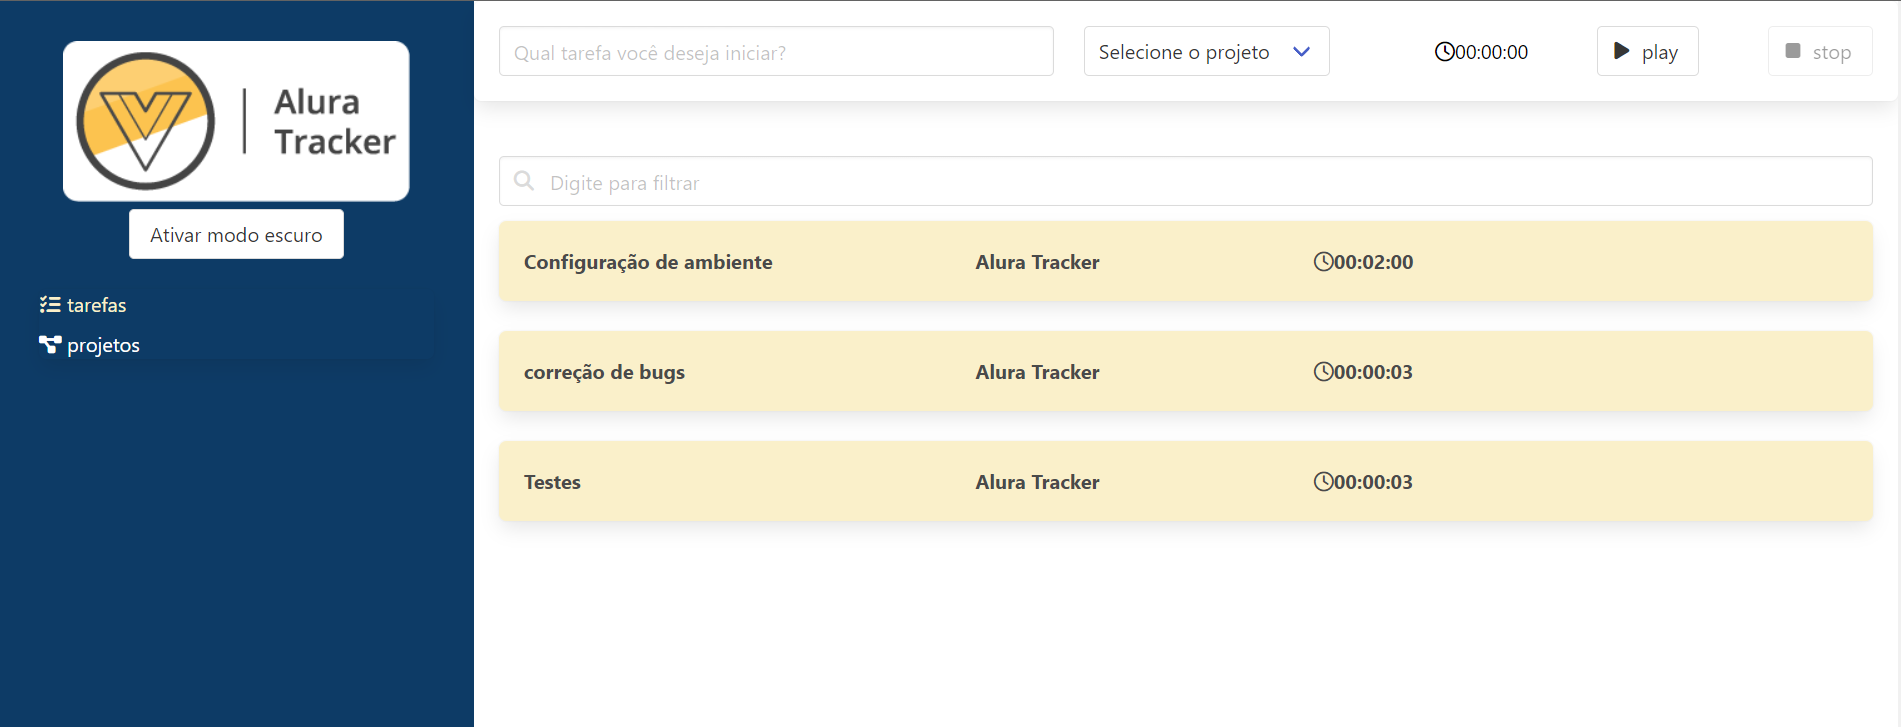 Alura
Tracker
Ativar modo escuro
tarefas
projetos
Qual tarefa você deseja iniciar?
Selecione o projeto
00:00:00
play
stop
Digite para filtrar
Configuração de ambiente Alura Tracker 00:02:00
correção de bugs Alura Tracker 00:00:03
Testes Alura Tracker 00:00:03